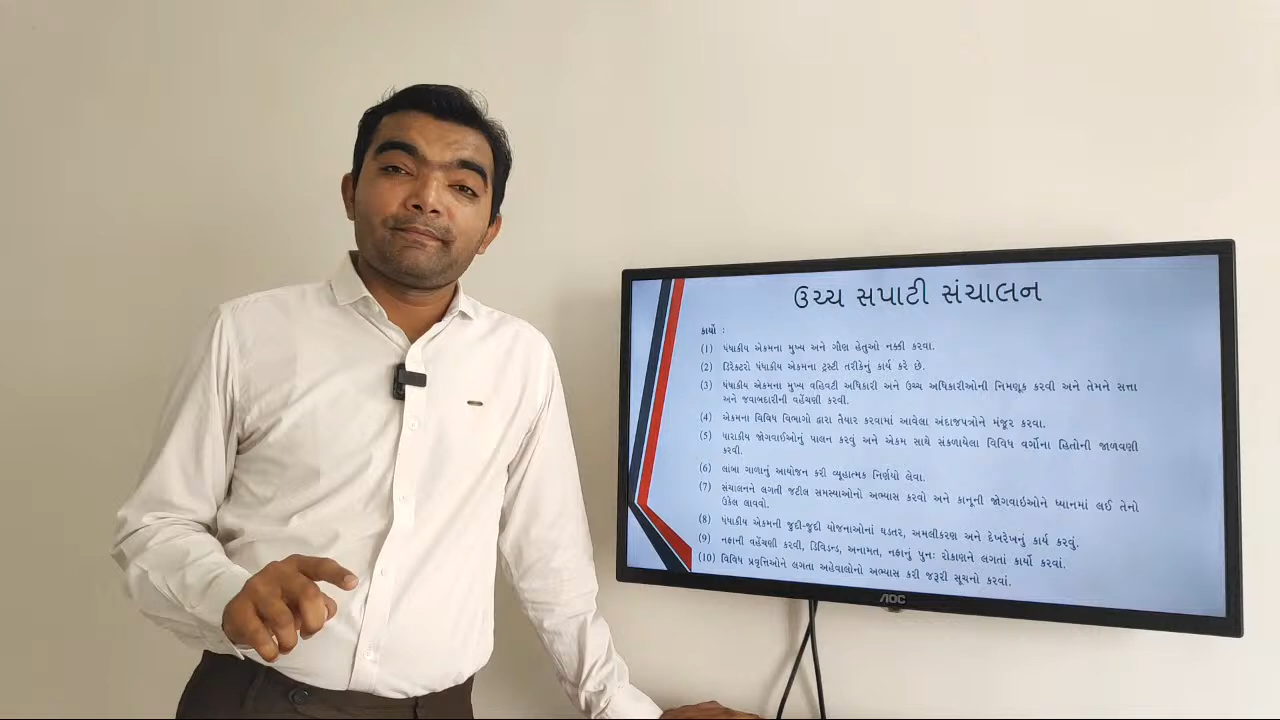 ઉચ્ચ સપાટી સંચાલન
કાર્યો :
(1) ધંધાકીય એકમના મુખ્ય અને ગૌણ હેતુઓ નક્કી કરવા.
(2) ડિરેક્ટરો ધંધાકીય એકમના ટ્રસ્ટી તરીકેનું કાર્ય કરે છે.
(3) ધંધાકીય એકમના મુખ્ય વહિવટી અધિકારી અને ઉચ્ચ અધિકારીઓની નિમણૂક કરવી અને તેમને સત્તા
અને જવાબદારીની વહેંચણી કરવી.
(4) એકમના વિવિધ વિભાગો દ્વારા તૈયાર કરવામાં આવેલા અંદાજપત્રોને મંજૂર કરવા.
(5) ધારાકીય જોગવાઈઓનું પાલન કરવું અને એકમ સાથે સંકળાયેલા વિવિધ વર્ગોના હિતોની જાળવણી
કરવી.
(6) લાંબા ગાળાનું આયોજન કરી વ્યૂહાત્મક નિર્ણયો લેવા.
(7) સંચાલનને લગતી જટીલ સમસ્યાઓનો અભ્યાસ કરવો અને કાનૂની જોગવાઇઓને ધ્યાનમાં લઈ તેનો
ઉકેલ લાવવો.
(8) ધંધાકીય એકમની જુદી-જુદી યોજનાઓનાં ઘડતર, અમલીકરણ અને દેખરેખનું કાર્ય કરવું.
(9) નફાની વહેંચણી કરવી, ડિવિડન્ડ, અનામત, નફાનું પુનઃ રોકાણને લગતાં કાર્યો કરવાં.
(10) વિવિધ પ્રવૃત્તિઓને લગતા અહેવાલોનો અભ્યાસ કરી જરૂરી સૂચનો કરવાં.
AOC